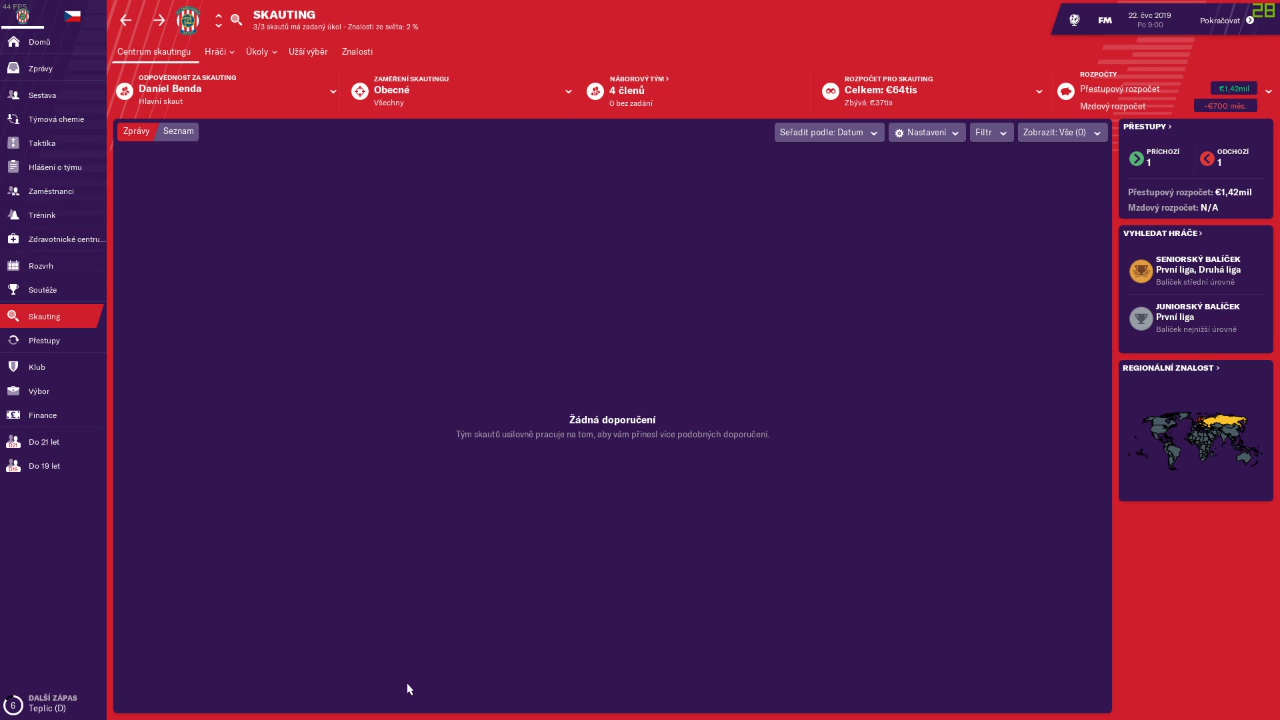 44 FPS
28
SKAUTING
3/3 skautů má zadaný úkol - Znalosti ze světa: 2 %
FM
22. čvc 2019
Po 9:00
Pokračovat
Centrum skautingu
Hráči
Úkoly
Užší výběr
Znalosti
ODPOVĚDNOST ZA SKAUTING
Daniel Benda
Hlavní skaut
ZAMĚŘENÍ SKAUTINGU
Obecné
Všechny
NÁBOROVÝ TÝM >
4 členů
0 bez zadání
ROZPOČET PRO SKAUTING
Celkem: €64tis
Zbývá: €37tis
ROZPOČTY
Přestupový rozpočet
€1,42mil
Mzdový rozpočet
-€700 měs.
Domů
Zprávy
Sestava
Týmová chemie
Taktika
Hlášení o týmu
Zaměstnanci
Trénink
Zdravotnické centru...
Rozvrh
Soutěže
Skauting
Přestupy
Klub
Výbor
Finance
Do 21 let
Do 19 let
6
DALŠÍ ZÁPAS
Teplic (D)
Zprávy
Seznam
Seřadit podle: Datum
Nastavení
Filtr
Zobrazit: Vše (0)
Žádná doporučení
Tým skautů usilovně pracuje na tom, aby vám přinesl více podobných doporučení.
PŘESTUPY >
PŘÍCHOZÍ
1
ODCHOZÍ
1
Přestupový rozpočet: €1,42mil
Mzdový rozpočet: N/A
VYHLEDAT HRÁČE >
SENIORSKÝ BALÍČEK
První liga, Druhá liga
Balíček střední úrovně
JUNIORSKÝ BALÍČEK
První liga
Balíček nejnižší úrovně
REGIONÁLNÍ ZNALOST >